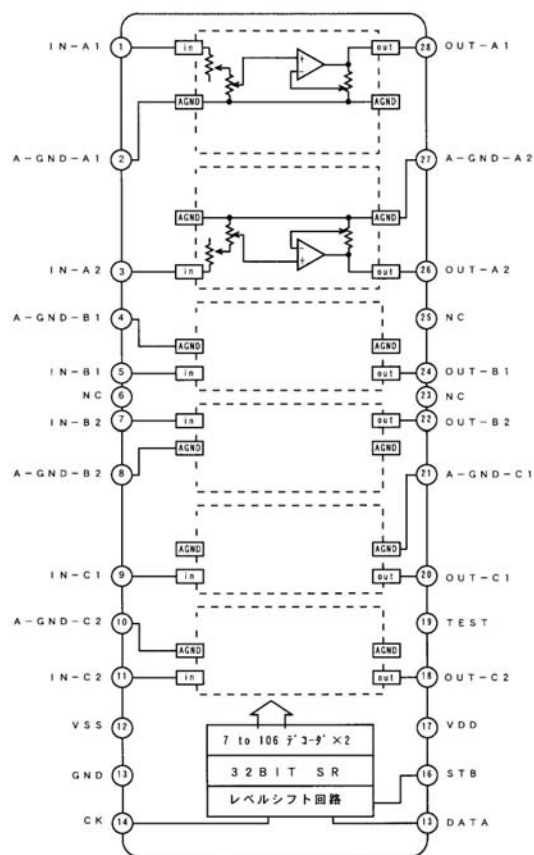 IN-A1
1
in
+
-
out
28
OUT-A1
AGND
AGND
A-GND-A1
2
27
A-GND-A2
AGND
AGND
IN-A2
3
in
-
+
out
26
OUT-A2
A-GND-B1
4
25
NC
AGND
AGND
IN-B1
5
in
out
24
OUT-B1
NC
6
23
NC
IN-B2
7
in
out
22
OUT-B2
AGND
AGND
A-GND-B2
8
21
A-GND-C1
AGND
AGND
IN-C1
9
in
out
20
OUT-C1
A-GND-C2
10
19
TEST
AGND
AGND
IN-C2
11
in
out
18
OUT-C2
VSS
12
17
VDD
7 to 106 デコーダ×2
GND
13
32BIT SR
16
STB
レベルシフト回路
CK
14
13
DATA